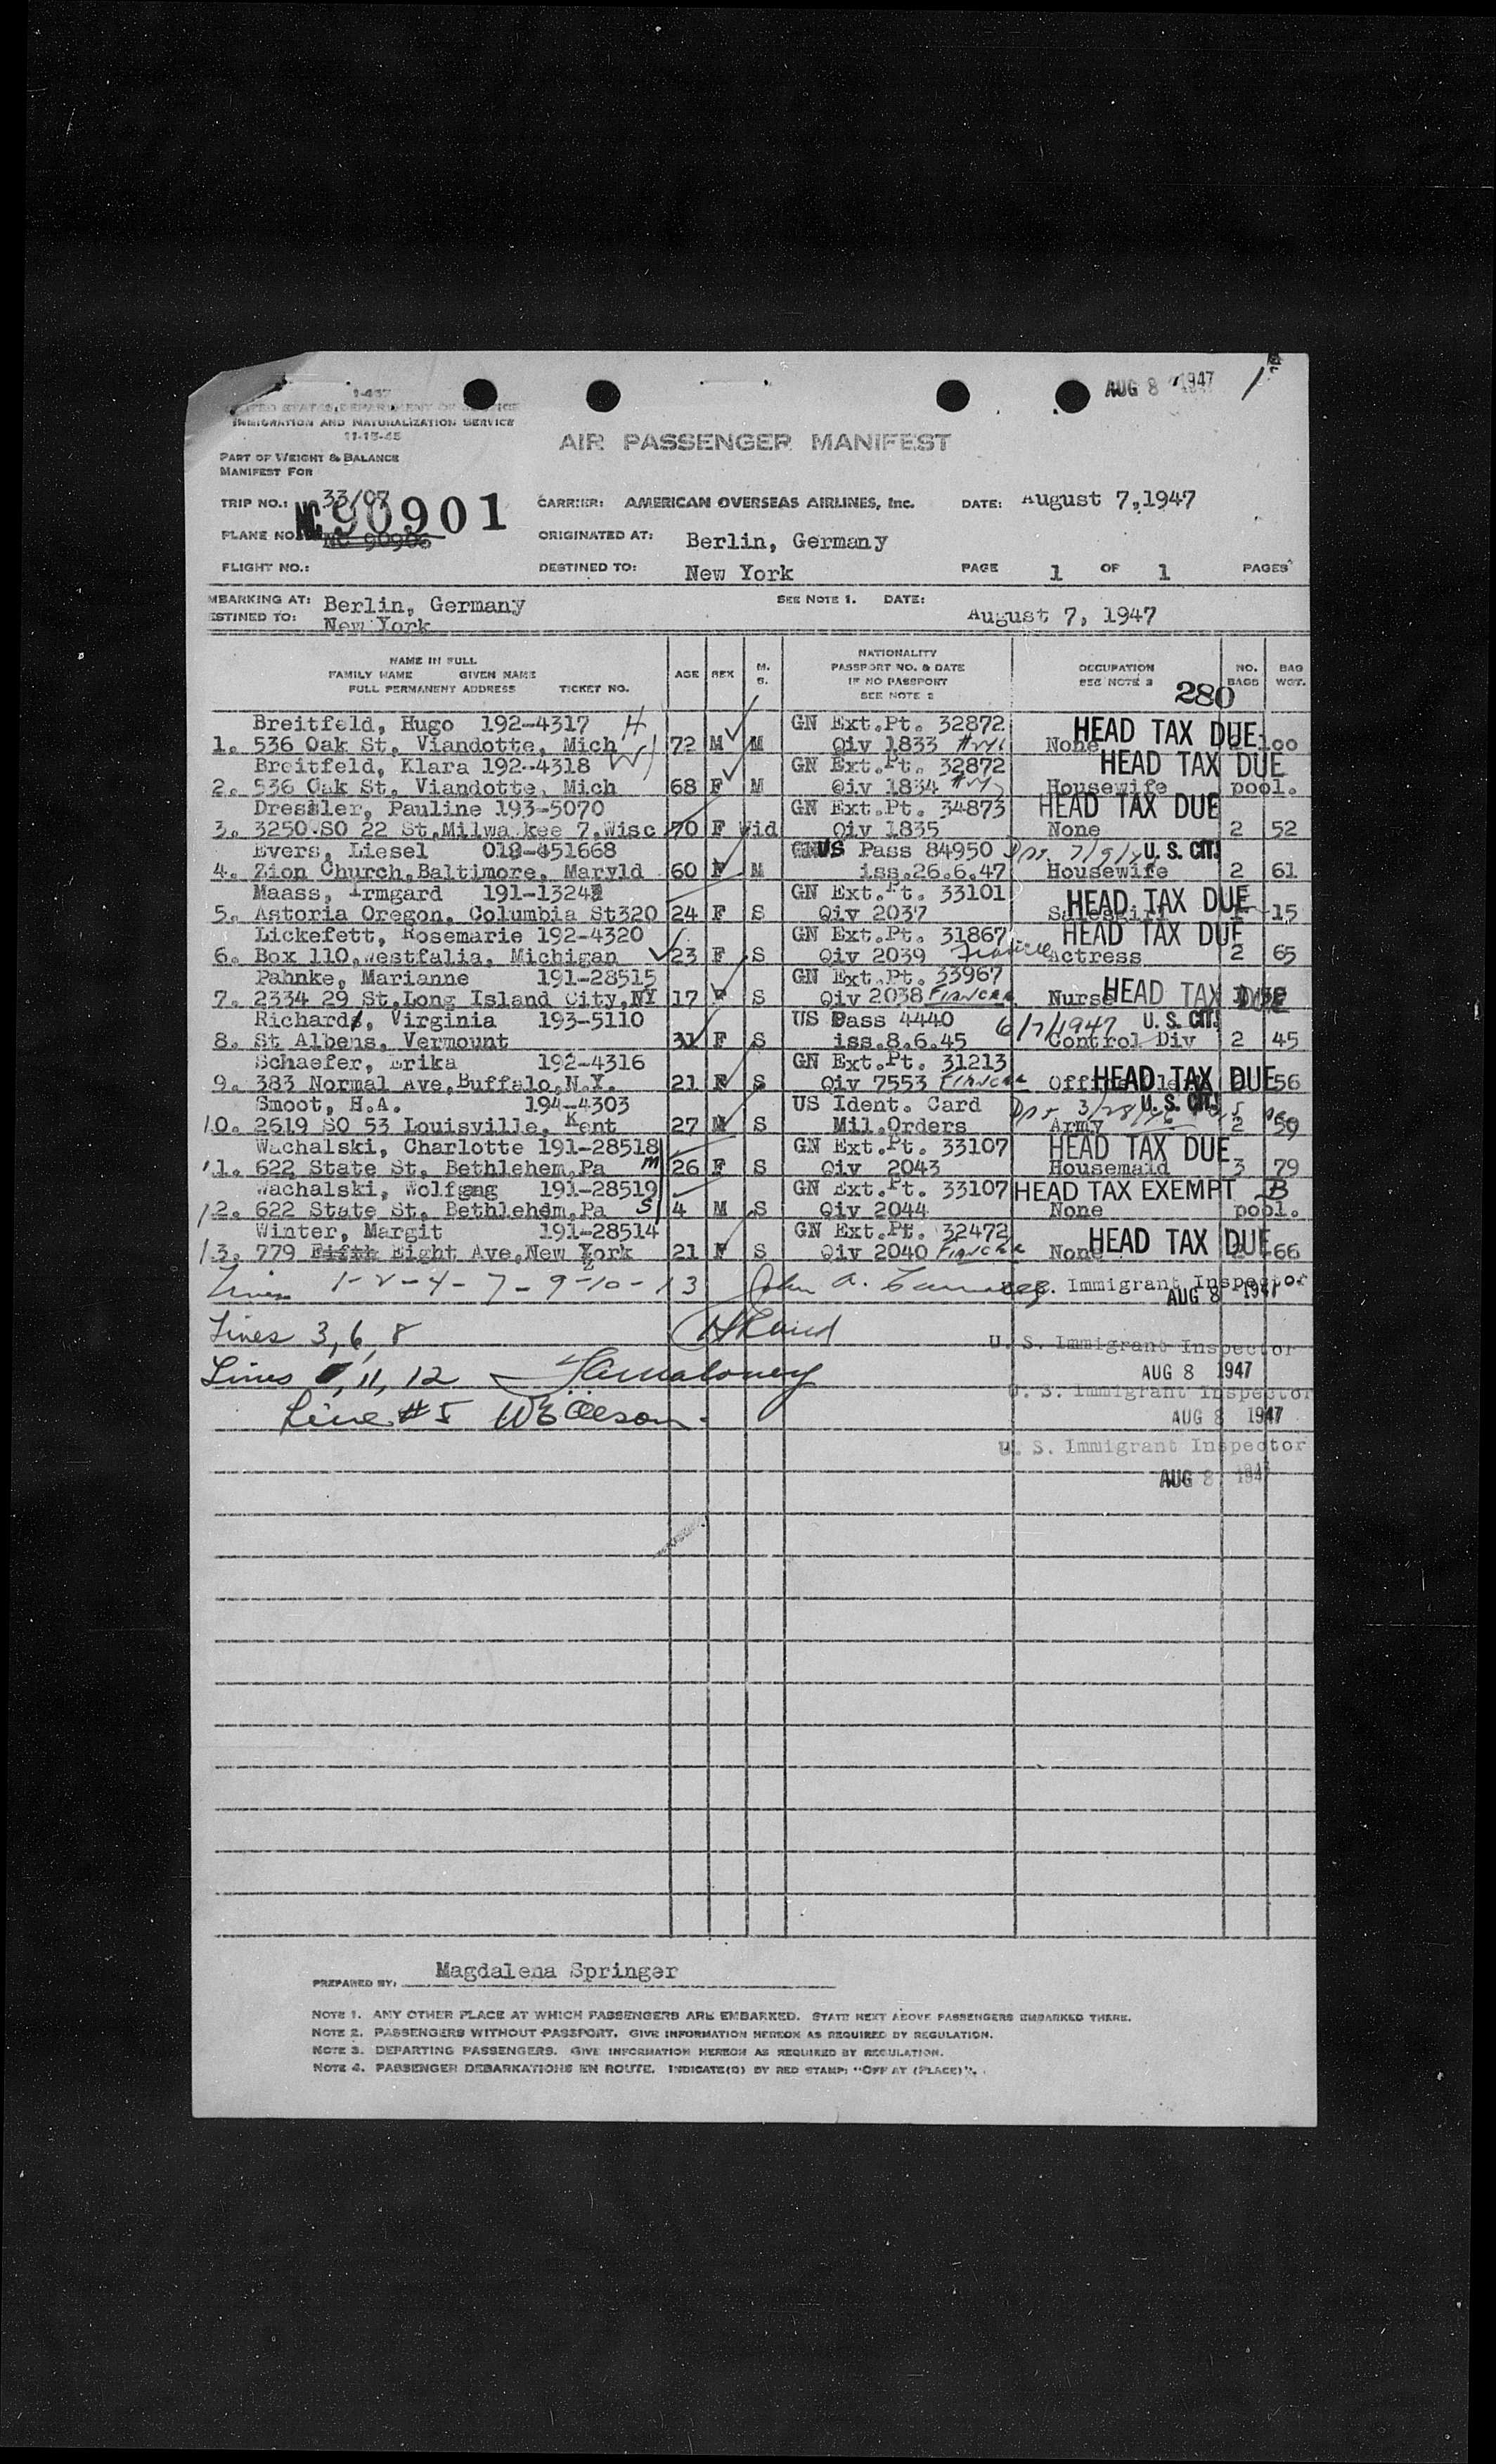 AUG 8 1947
1-457
UNITED STATES DEPARTMENT OF JUSTICE
IMMIGRATION AND NATURALIZATION SERVICE
11-15-45
AIR PASSENGER MANIFEST
PART OF WEIGHT & BALANCE
MANIFEST FOR
TRIP NO.: 33/07 CARRIER: AMERICAN OVERSEAS AIRLINES, Inc. DATE: August 7,1947
NC 90901
PLANE NO. NC 90906 ORIGINATED AT: Berlin, Germany
FLIGHT NO.: DESTINED TO: New York PAGE 1 OF 1 PAGES
MBARKING AT: Berlin, Germany SEE NOTE 1. DATE: August 7, 1947
ESTINED TO: New York
NAME IN FULL
FAMILY NAME GIVEN NAME
FULL PERMANENT ADDRESS TICKET NO. AGE SEX M. S. NATIONALITY PASSPORT NO. & DATE IF NO PASSPORT SEE NOTE 2 OCCUPATION SEE NOTE 3 NO. BAGS BAG WGT.
280
Breitfeld, Hugo 192-4317 H GN Ext.Pt. 32872 HEAD TAX DUE
1. 536 Oak St, Viandotte, Mich 72 M M Qiv 1833 None 100
Breitfeld, Klara 192-4318 W GN Ext.Pt. 32872 HEAD TAX DUE
2. 536 Oak St. Viandotte, Mich 68 F M Qiv 1834 Housewife pool.
Dressler, Pauline 193-5070 GN Ext.Pt. 34873 HEAD TAX DUE
3. 3250 SO 22 St,Milwa kee 7,Wisc 70 F Wid Qiv 1835 None 2 52
Evers, Liesel 018-451668 US Pass 84950 U. S. CIT.
4. Zion Church,Baltimore, Maryld 60 F M iss.26.6.47 Housewife 2 61
Maass, Irmgard 191-1324 GN Ext.Pt. 33101 HEAD TAX DUE
5. Astoria Oregon, Columbia St320 24 F S Qiv 2037 Salesgirl 15
Lickefett, Rosemarie 192-4320 GN Ext.Pt. 31867 HEAD TAX DUE
6. Box 110,Westfalia, Michigan 23 F S Qiv 2039 Fiancee Actress 2 65
Pahnke, Marianne 191-28515 GN Ext.Pt. 33967
7. 2334 29 St.Long Island City,NY 17 F S Qiv 2038 FIANCEE Nurse HEAD TAX DUE
Richards, Virginia 193-5110 US Pass 4440 6/7/1947 U. S. CIT.
8. St Albens, Vermount 31 F S iss.8.6.45 Control Div 2 45
Schaefer, Erika 192-4316 GN Ext.Pt. 31213
9. 383 Normal Ave,Buffalo,N.Y. 21 F S Qiv 7553 FIANCEE HEAD TAX DUE 56
Smoot, H.A. 194-4303 US Ident. Card U. S. CIT.
10. 2619 SO 53 Louisville, Kent 27 M S Mil.Orders Army 2 59
Wachalski, Charlotte 191-28518 GN Ext.Pt. 33107 HEAD TAX DUE
11. 622 State St, Bethlehem,Pa M 26 F S Qiv 2043 Housemaid 3 79
Wachalski, Wolfgang 191-28519 GN Ext.Pt. 33107 HEAD TAX EXEMPT B
12. 622 State St, Bethlehem,Pa S 4 M S Qiv 2044 None pool.
Winter, Margit 191-28514 GN Ext.Pt. 32472 HEAD TAX DUE
13. 779 Fifth Eight Ave,New York 21 F S Qiv 2040 FIANCEE None 66
Lines 1-2-4-7-9-10-13 John A. U.S. Immigrant Inspector
AUG 8 1947
Lines 3, 6, 8
U. S. Immigrant Inspector
AUG 8 1947
Lines 11, 12 Maloney U. S. Immigrant Inspector
AUG 8 1947
Line #5 WE Olesom
U. S. Immigrant Inspector
AUG 8 1947
PREPARED BY: Magdalena Springer
NOTE 1. ANY OTHER PLACE AT WHICH PASSENGERS ARE EMBARKED. STATE NEXT ABOVE PASSENGERS EMBARKED THERE.
NOTE 2. PASSENGERS WITHOUT PASSPORT. GIVE INFORMATION HEREON AS REQUIRED BY REGULATION.
NOTE 3. DEPARTING PASSENGERS. GIVE INFORMATION HEREON AS REQUIRED BY REGULATION.
NOTE 4. PASSENGER DEBARKATIONS EN ROUTE. INDICATE(D) BY RED STAMP: "OFF AT (PLACE)".